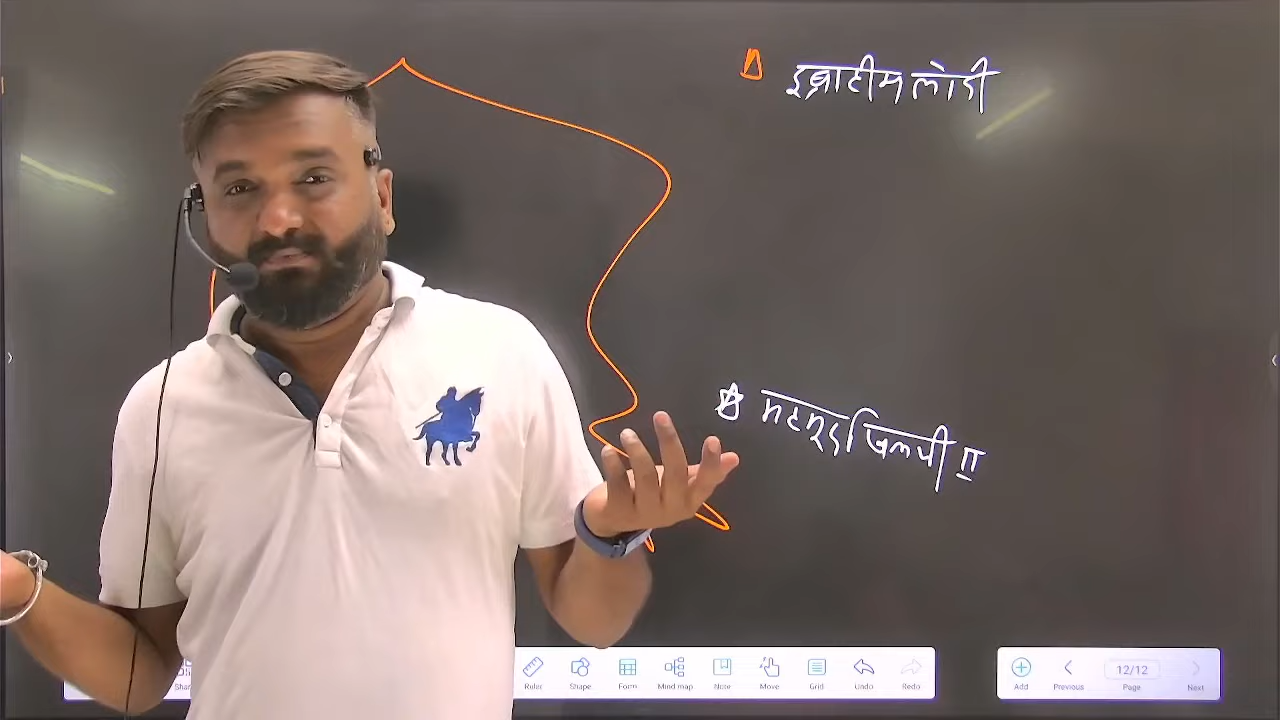 इब्राहीम लोदी
महमूद खिलजी II
Shar
Ruler
Shape
Form
Mind map
Note
Move
Grid
Undo
Redo
Add
Previous
12/12
Page
Next